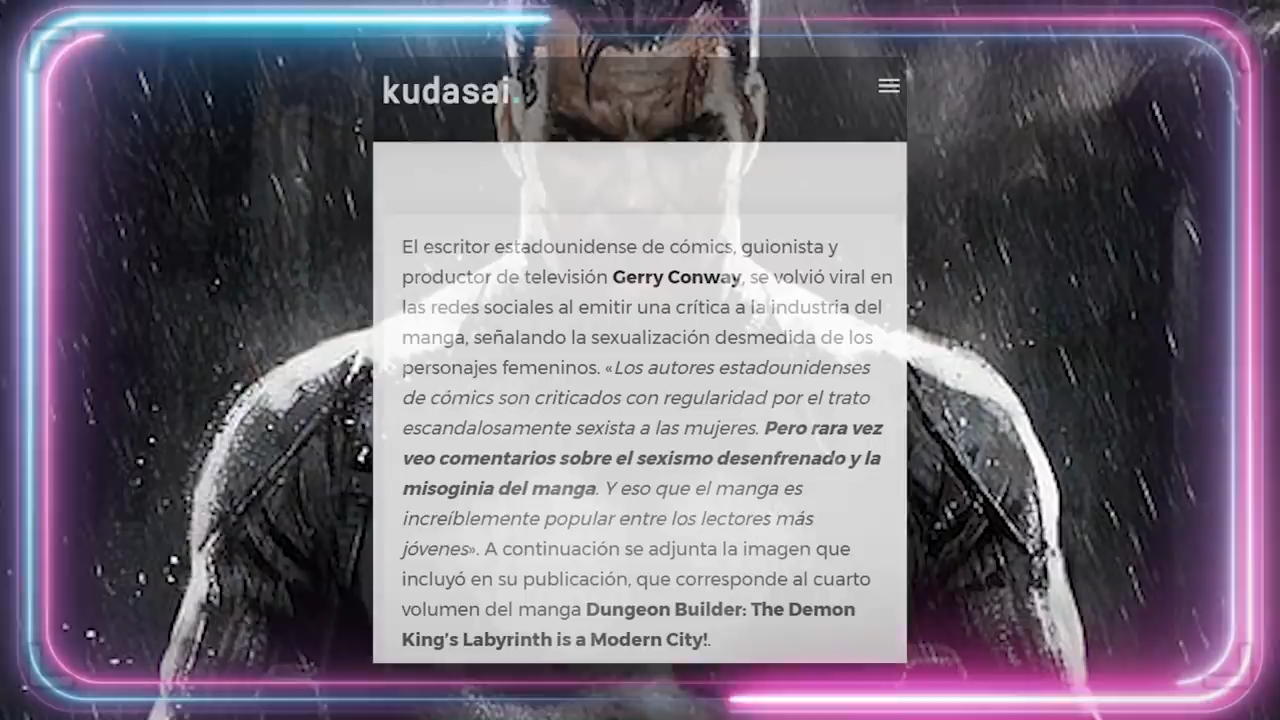 kudasai.
El escritor estadounidense de cómics, guionista y
productor de televisión Gerry Conway, se volvió viral en
las redes sociales al emitir una crítica a la industria del
manga, señalando la sexualización desmedida de los
personajes femeninos. «Los autores estadounidenses
de cómics son criticados con regularidad por el trato
escandalosamente sexista a las mujeres. Pero rara vez
veo comentarios sobre el sexismo desenfrenado y la
misoginia del manga. Y eso que el manga es
increíblemente popular entre los lectores más
jóvenes». A continuación se adjunta la imagen que
incluyó en su publicación, que corresponde al cuarto
volumen del manga Dungeon Builder: The Demon
King’s Labyrinth is a Modern City!.